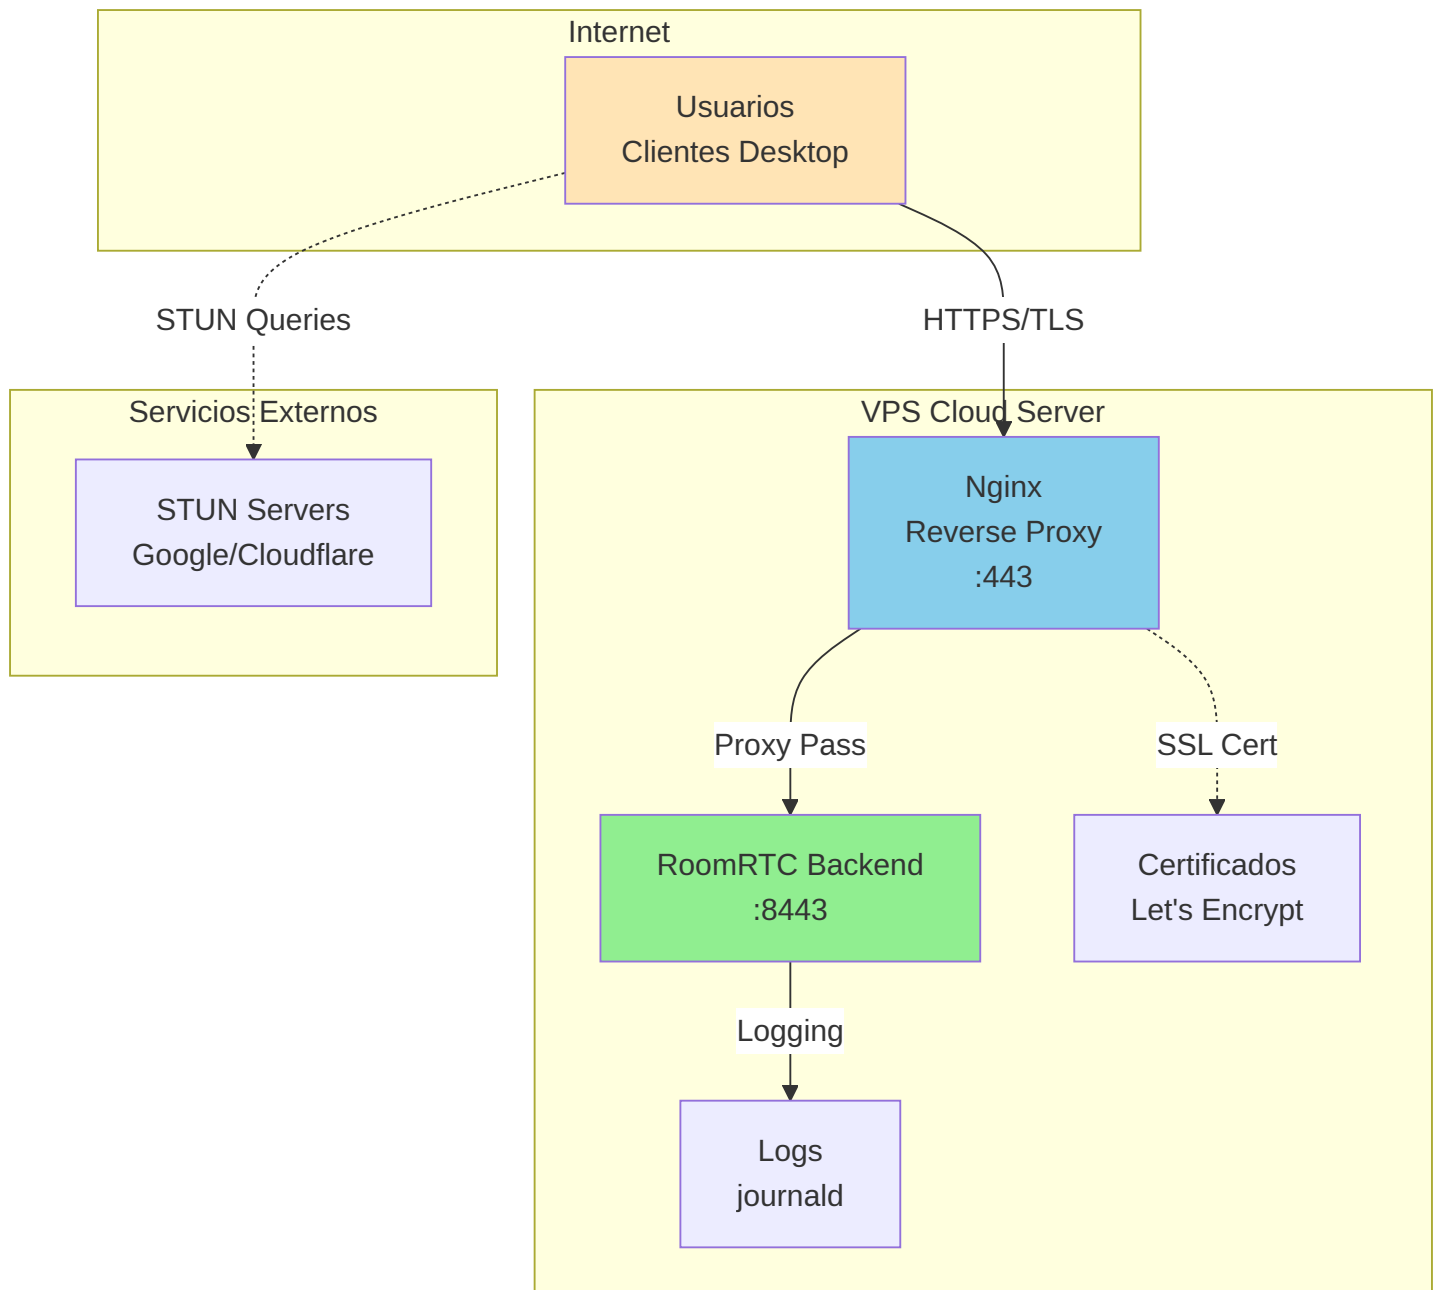 Internet
Usuarios
Clientes Desktop
STUN Queries
HTTPS/TLS
Servicios Externos
STUN Servers
Google/Cloudflare
VPS Cloud Server
Nginx
Reverse Proxy
:443
Proxy Pass
SSL Cert
RoomRTC Backend
:8443
Certificados
Let's Encrypt
Logging
Logs
journald